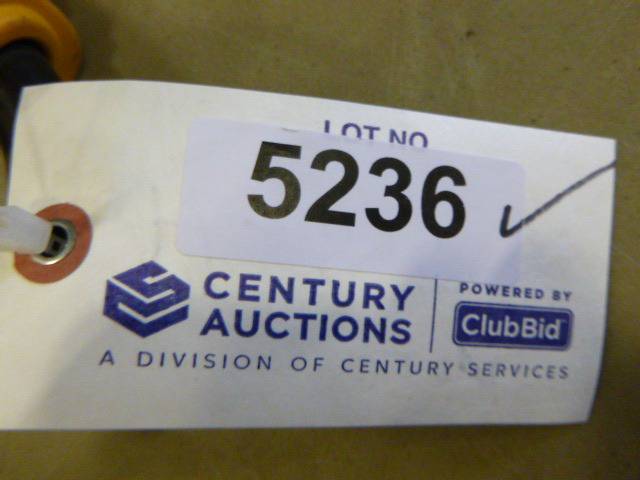 LOT NO
5236
CENTURY
AUCTIONS
POWERED BY
ClubBid
A DIVISION OF CENTURY SERVICES